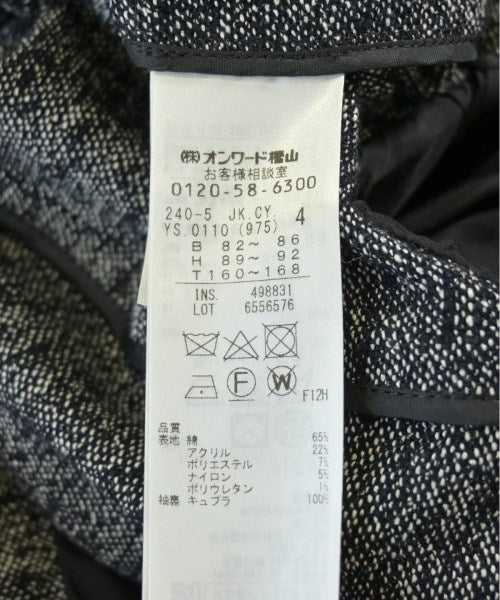 ㈱オンワード樫山
お客様相談室
0120-58-6300
240-5 JK.CY. 4
YS.0110 (975)
B 82～ 86
H 89～ 92
T 160～168
INS. 498831
LOT 6556576
F W F12H
品質
表地 綿 65%
アクリル 22%
ポリエステル 7%
ナイロン 5%
ポリウレタン 1%
袖裏 キュプラ 100%